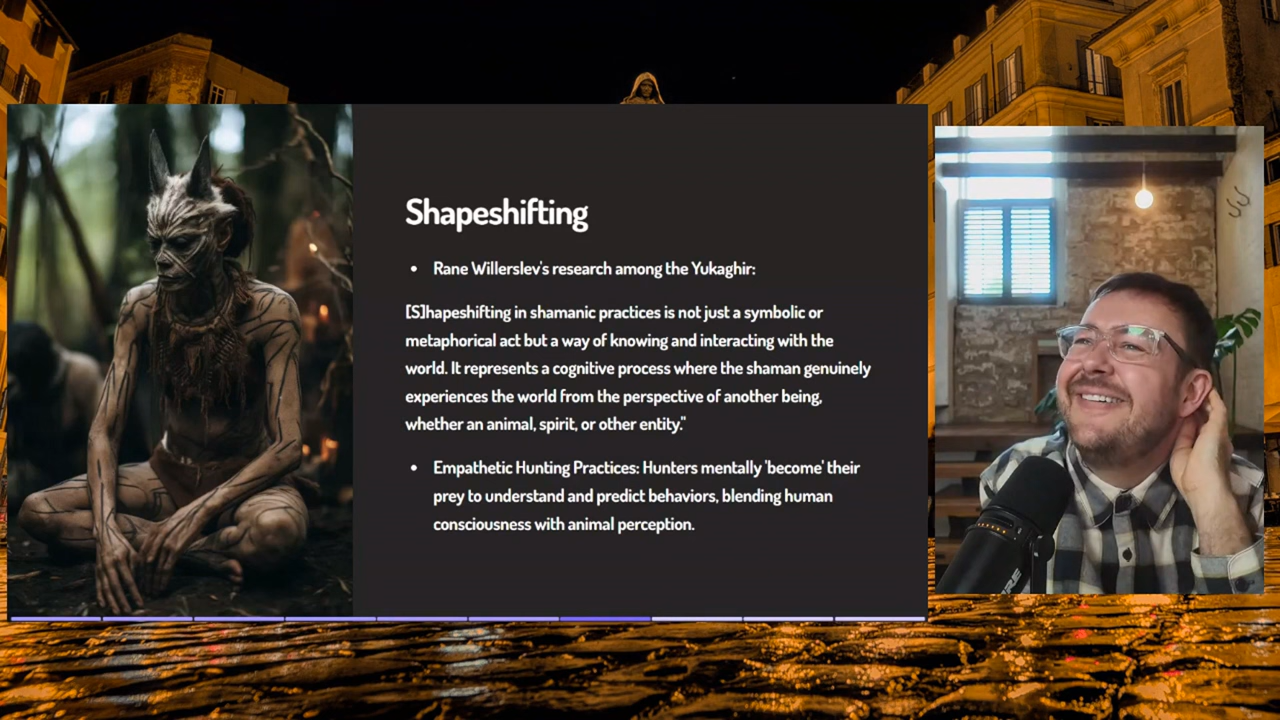 Shapeshifting
• Rane Willerslev's research among the Yukaghir:
[S]hapeshifting in shamanic practices is not just a symbolic or
metaphorical act but a way of knowing and interacting with the
world. It represents a cognitive process where the shaman genuinely
experiences the world from the perspective of another being,
whether an animal, spirit, or other entity."
• Empathetic Hunting Practices: Hunters mentally 'become' their
prey to understand and predict behaviors, blending human
consciousness with animal perception.